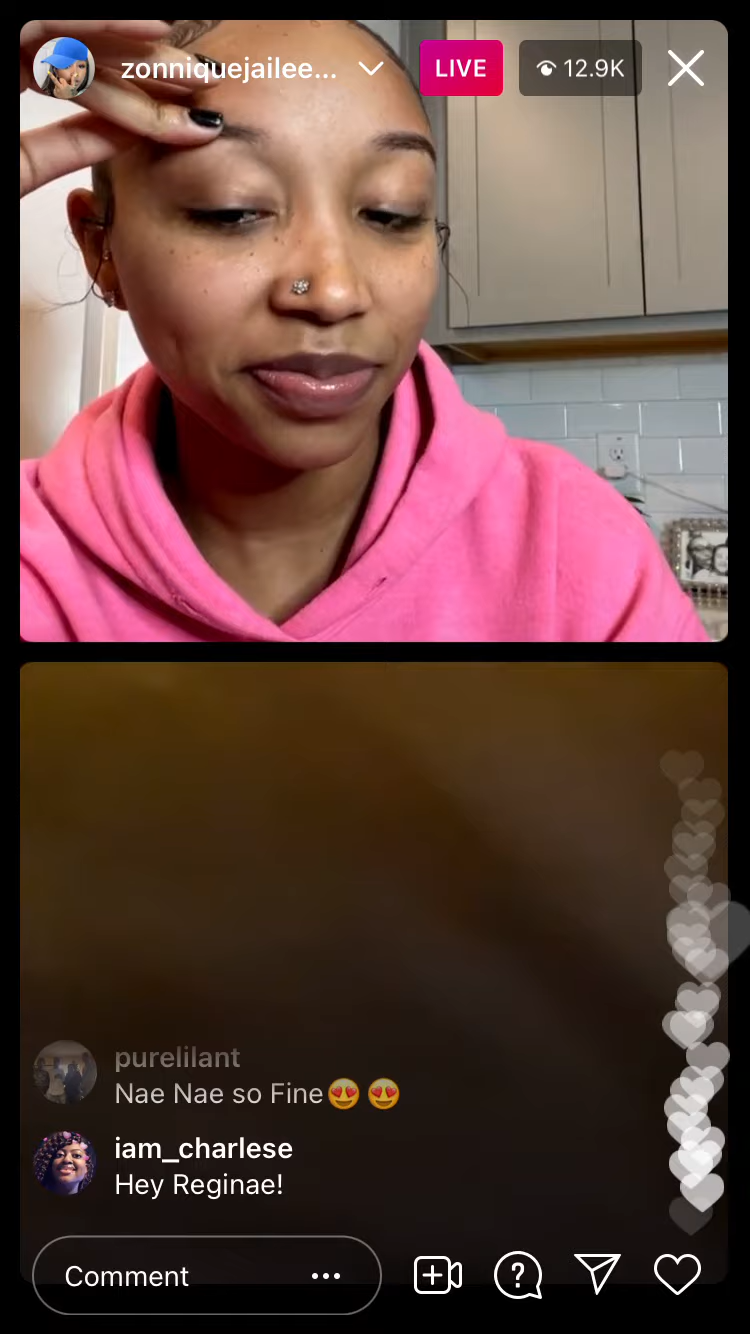 zonniquejailee...
LIVE
12.9K
purelilant
Nae Nae so Fine😍😍
iam_charlese
Hey Reginae!
Comment